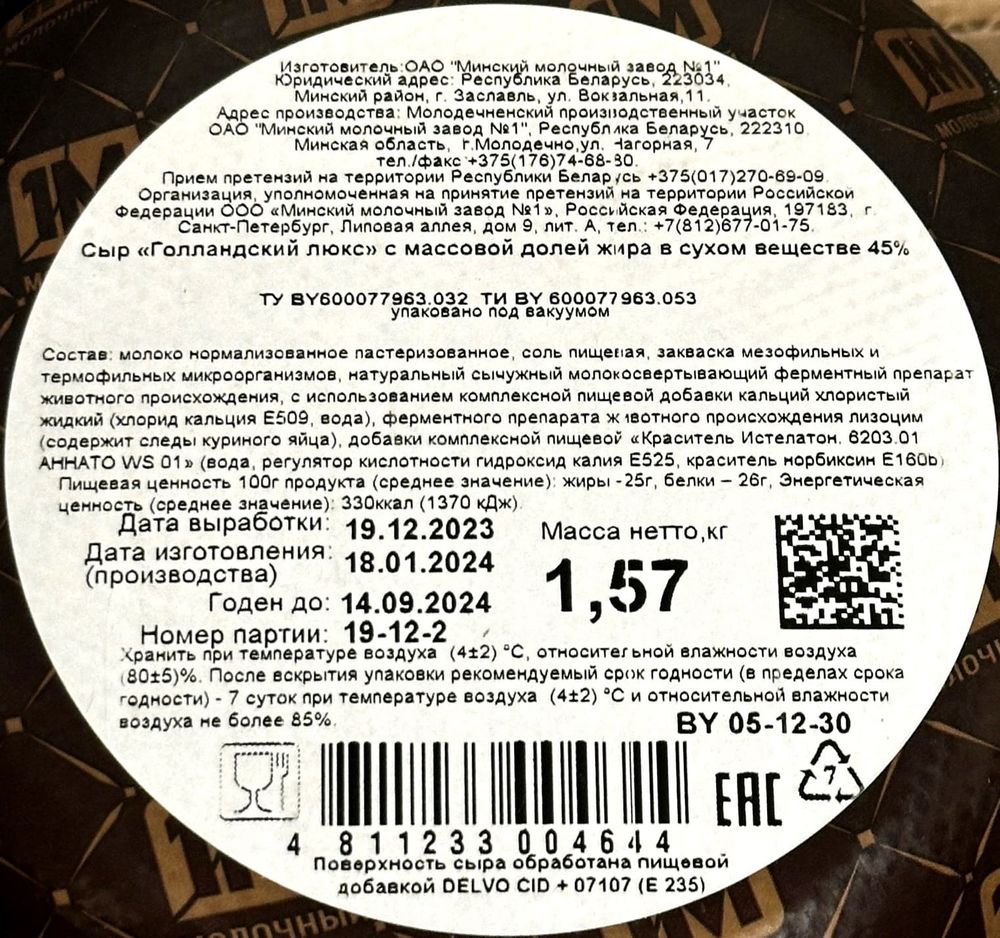 Изготовитель:ОАО "Минский молочный завод №1"
Юридический адрес: Республика Беларусь, 223034,
Минский район, г. Заславль, ул. Вокзальная,11.
Адрес производства: Молодечненский производственный участок
ОАО "Минский молочный завод №1", Республика Беларусь, 222310,
Минская область, г.Молодечно,ул. Нагорная, 7
тел./факс +375(176)74-68-30.
Прием претензий на территории Республики Беларусь +375(017)270-69-09.
Организация, уполномоченная на принятие претензий на территории Российской
Федерации ООО «Минский молочный завод №1», Российская Федерация, 197183, г.
Санкт-Петербург, Липовая аллея, дом 9, лит. А, тел.: +7(812)677-01-75.
Сыр «Голландский люкс» с массовой долей жира в сухом веществе 45%
ТУ BY600077963.032 ТИ BY 600077963.053
упаковано под вакуумом
Состав: молоко нормализованное пастеризованное, соль пищевая, закваска мезофильных и
термофильных микроорганизмов, натуральный сычужный молокосвертывающий ферментный препарат
животного происхождения, с использованием комплексной пищевой добавки кальций хлористый
жидкий (хлорид кальция Е509, вода), ферментного препарата животного происхождения лизоцим
(содержит следы куриного яйца), добавки комплексной пищевой «Краситель Истелатон. 6203.01
АННАТО WS 01» (вода, регулятор кислотности гидроксид калия Е525, краситель норбиксин Е160b)
Пищевая ценность 100г продукта (среднее значение): жиры -25г, белки – 26г, Энергетическая
ценность (среднее значение): 330ккал (1370 кДж).
Дата выработки: 19.12.2023
Масса нетто,кг
Дата изготовления: 18.01.2024
(производства)
1,57
Годен до: 14.09.2024
Номер партии: 19-12-2
Хранить при температуре воздуха (4±2) °С, относительной влажности воздуха
(80±5)%. После вскрытия упаковки рекомендуемый срок годности (в пределах срока
годности) - 7 суток при температуре воздуха (4±2) °С и относительной влажности
воздуха не более 85%.
BY 05-12-30
EAC
7
4 811233 004644
Поверхность сыра обработана пищевой
добавкой DELVO CID + 07107 (Е 235)